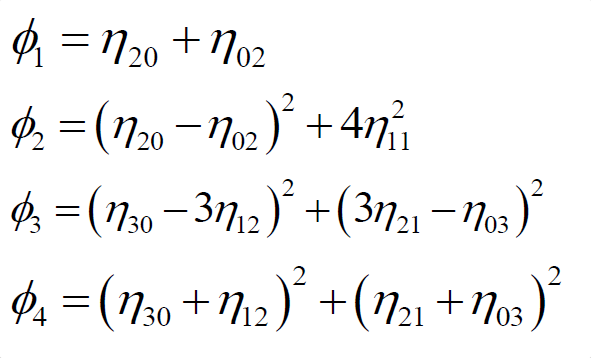 ϕ₁ = η₂₀ + η₀₂
ϕ₂ = (η₂₀ − η₀₂)² + 4η₁₁²
ϕ₃ = (η₃₀ − 3η₁₂)² + (3η₂₁ − η₀₃)²
ϕ₄ = (η₃₀ + η₁₂)² + (η₂₁ + η₀₃)²